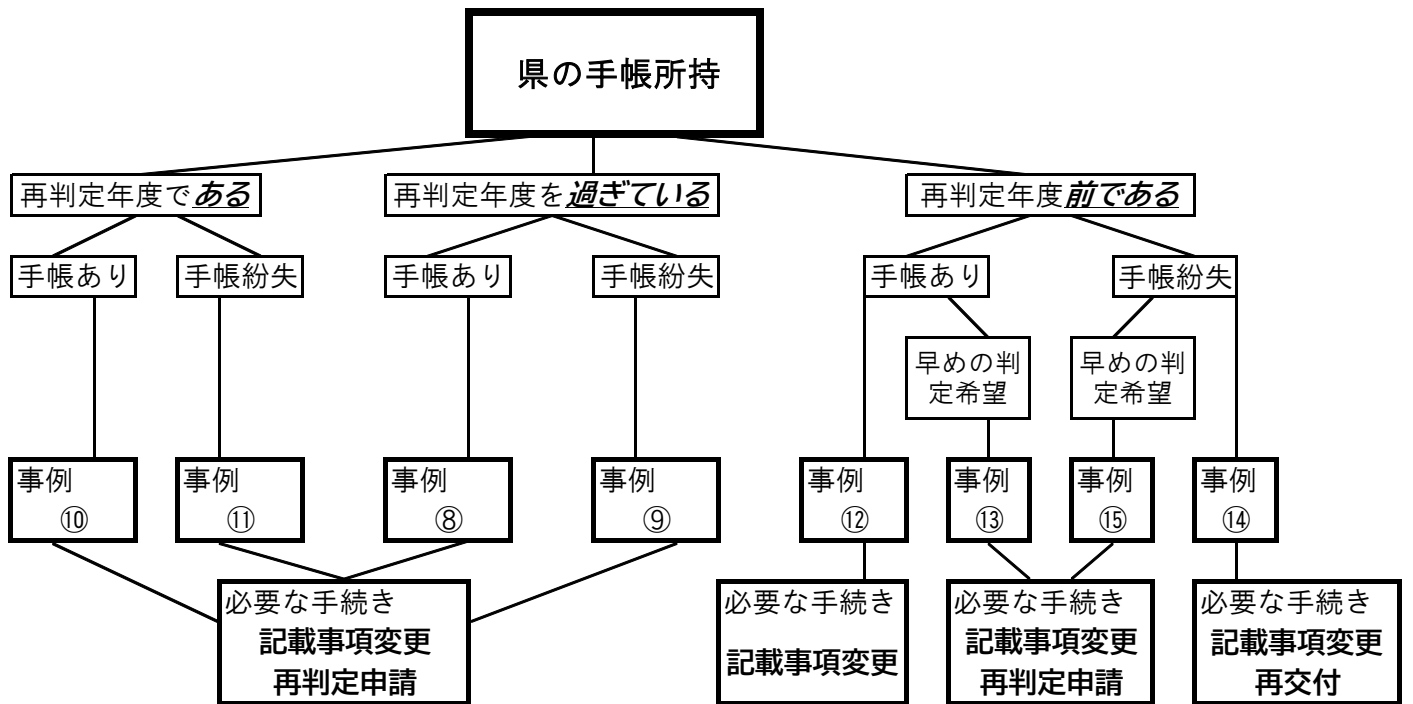 県の手帳所持
再判定年度である
再判定年度を過ぎている
再判定年度前である
手帳あり
手帳紛失
手帳あり
手帳紛失
手帳あり
手帳紛失
早めの判
定希望
早めの判
定希望
事例
⑩
事例
⑪
事例
⑧
事例
⑨
事例
⑫
事例
⑬
事例
⑮
事例
⑭
必要な手続き
記載事項変更
再判定申請
必要な手続き
記載事項変更
必要な手続き
記載事項変更
再判定申請
必要な手続き
記載事項変更
再交付